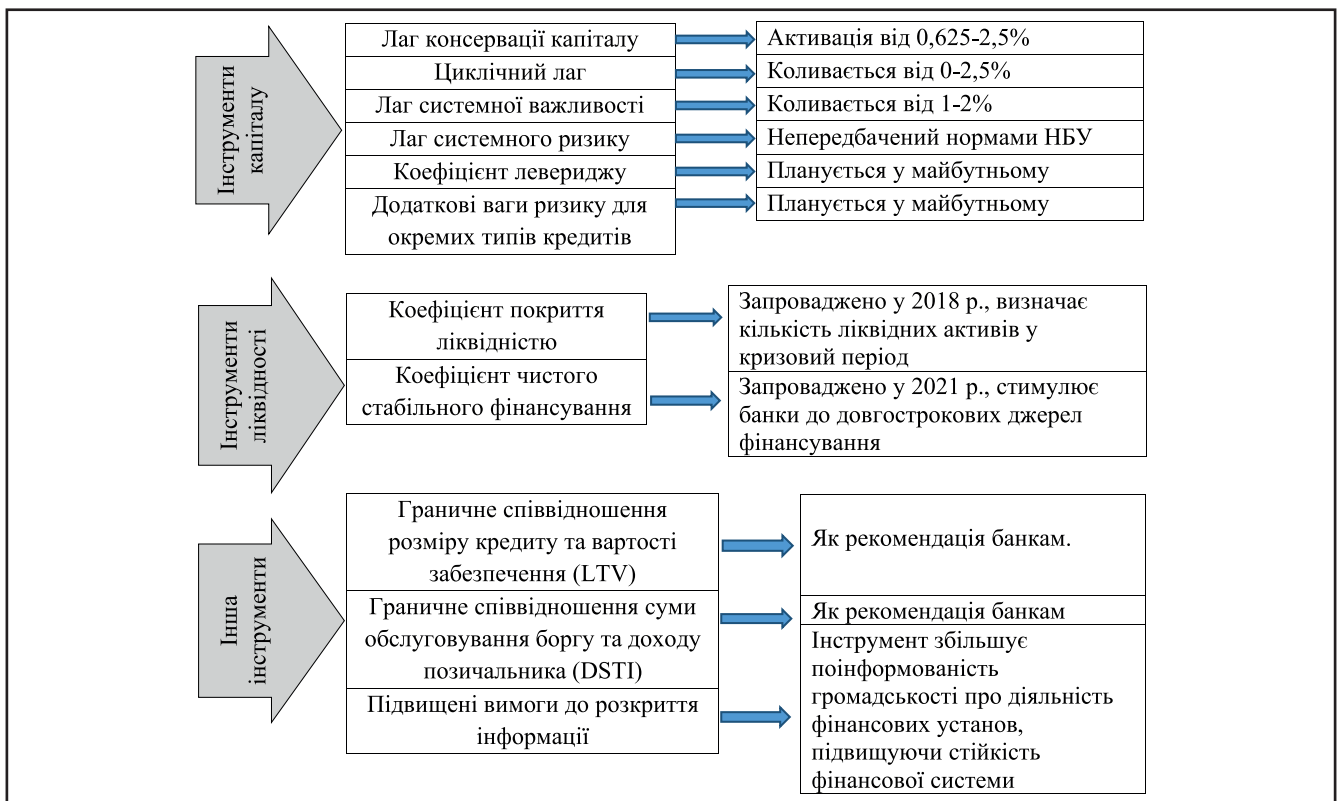 Інструменти
капіталу
Лаг консервації капіталу
Активація від 0,625-2,5%
Циклічний лаг
Коливається від 0-2,5%
Лаг системної важливості
Коливається від 1-2%
Лаг системного ризику
Непередбачений нормами НБУ
Коефіцієнт левериджу
Планується у майбутньому
Додаткові ваги ризику для
окремих типів кредитів
Планується у майбутньому
Інструменти
ліквідності
Коефіцієнт покриття
ліквідністю
Запроваджено у 2018 р., визначає
кількість ліквідних активів у
кризовий період
Коефіцієнт чистого
стабільного фінансування
Запроваджено у 2021 р., стимулює
банки до довгострокових джерел
фінансування
Інша
інструменти
Граничне співвідношення
розміру кредиту та вартості
забезпечення (LTV)
Як рекомендація банкам.
Граничне співвідношення суми
обслуговування боргу та доходу
позичальника (DSTI)
Як рекомендація банкам
Підвищені вимоги до розкриття
інформації
Інструмент збільшує
поінформованість
громадськості про діяльність
фінансових установ,
підвищуючи стійкість
фінансової системи